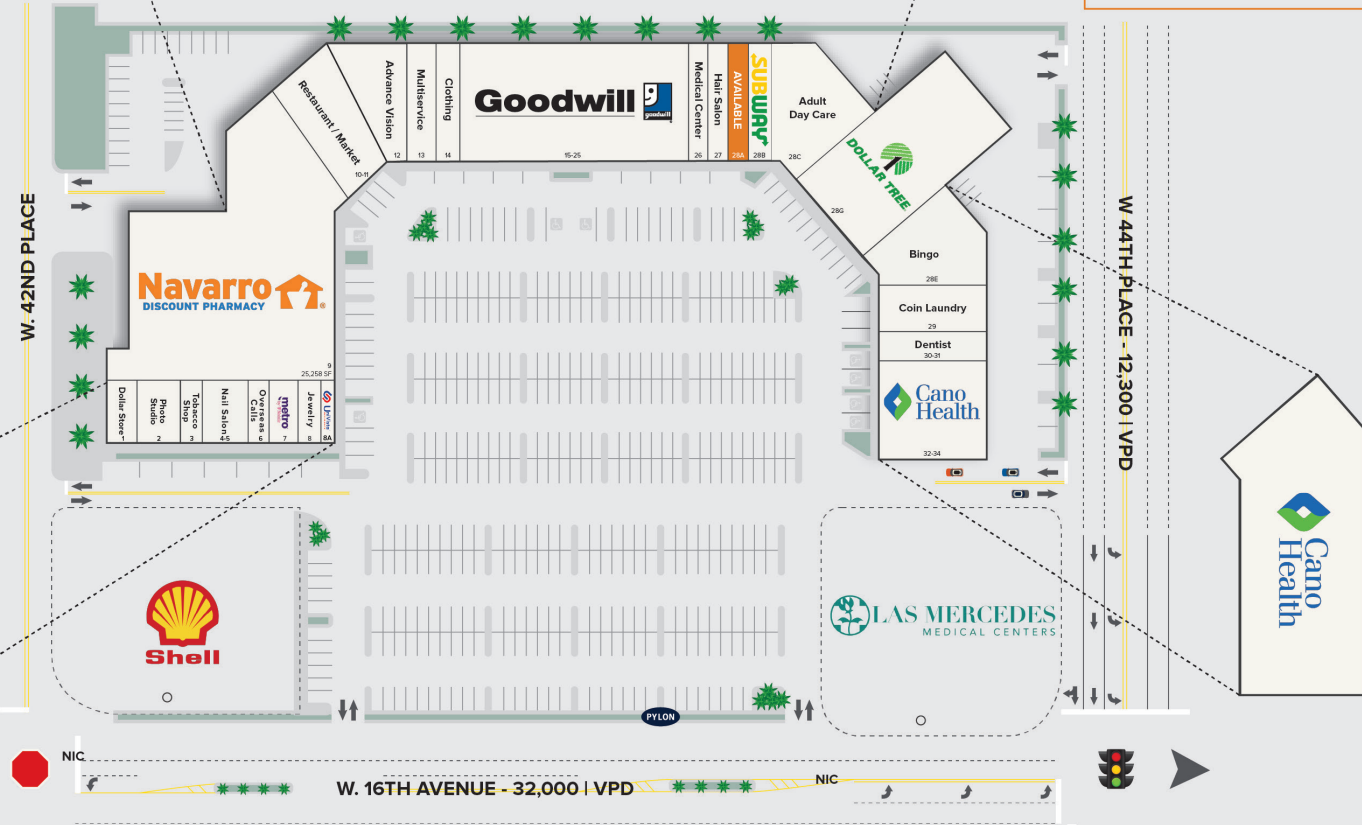 W. 42ND PLACE
Restaurant / Market
10-11
Advance Vision
12
Multiservice
13
Clothing
14
Goodwill
goodwill
15-25
Medical Center
26
Hair Salon
27
AVAILABLE
28A
SUBWAY
28B
Adult
Day Care
28C
DOLLAR TREE
28G
Bingo
28E
Coin Laundry
29
Dentist
30-31
Cano
Health
32-34
Navarro
DISCOUNT PHARMACY
9
25,258 SF
Dollar Store
1
Photo
Studio
2
Tobacco
Shop
3
Nail Salon
4-5
Overseas
Calls
6
metro
7
Jewelry
8
8A
W 44TH PLACE - 12,300 | VPD
Cano
Health
Shell
LAS MERCEDES
MEDICAL CENTERS
PYLON
NIC
W. 16TH AVENUE - 32,000 | VPD
NIC